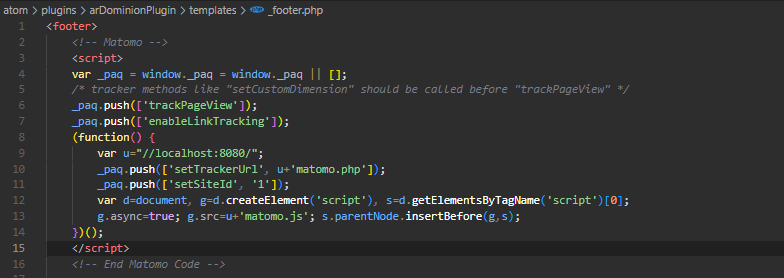 atom > plugins > arDominionPlugin > templates > _footer.php
1 <footer>
2 <!-- Matomo -->
3 <script>
4 var _paq = window._paq = window._paq || [];
5 /* tracker methods like "setCustomDimension" should be called before "trackPageView" */
6 _paq.push(['trackPageView']);
7 _paq.push(['enableLinkTracking']);
8 (function() {
9 var u="//localhost:8080/";
10 _paq.push(['setTrackerUrl', u+'matomo.php']);
11 _paq.push(['setSiteId', '1']);
12 var d=document, g=d.createElement('script'), s=d.getElementsByTagName('script')[0];
13 g.async=true; g.src=u+'matomo.js'; s.parentNode.insertBefore(g,s);
14 })();
15 </script>
16 <!-- End Matomo Code -->